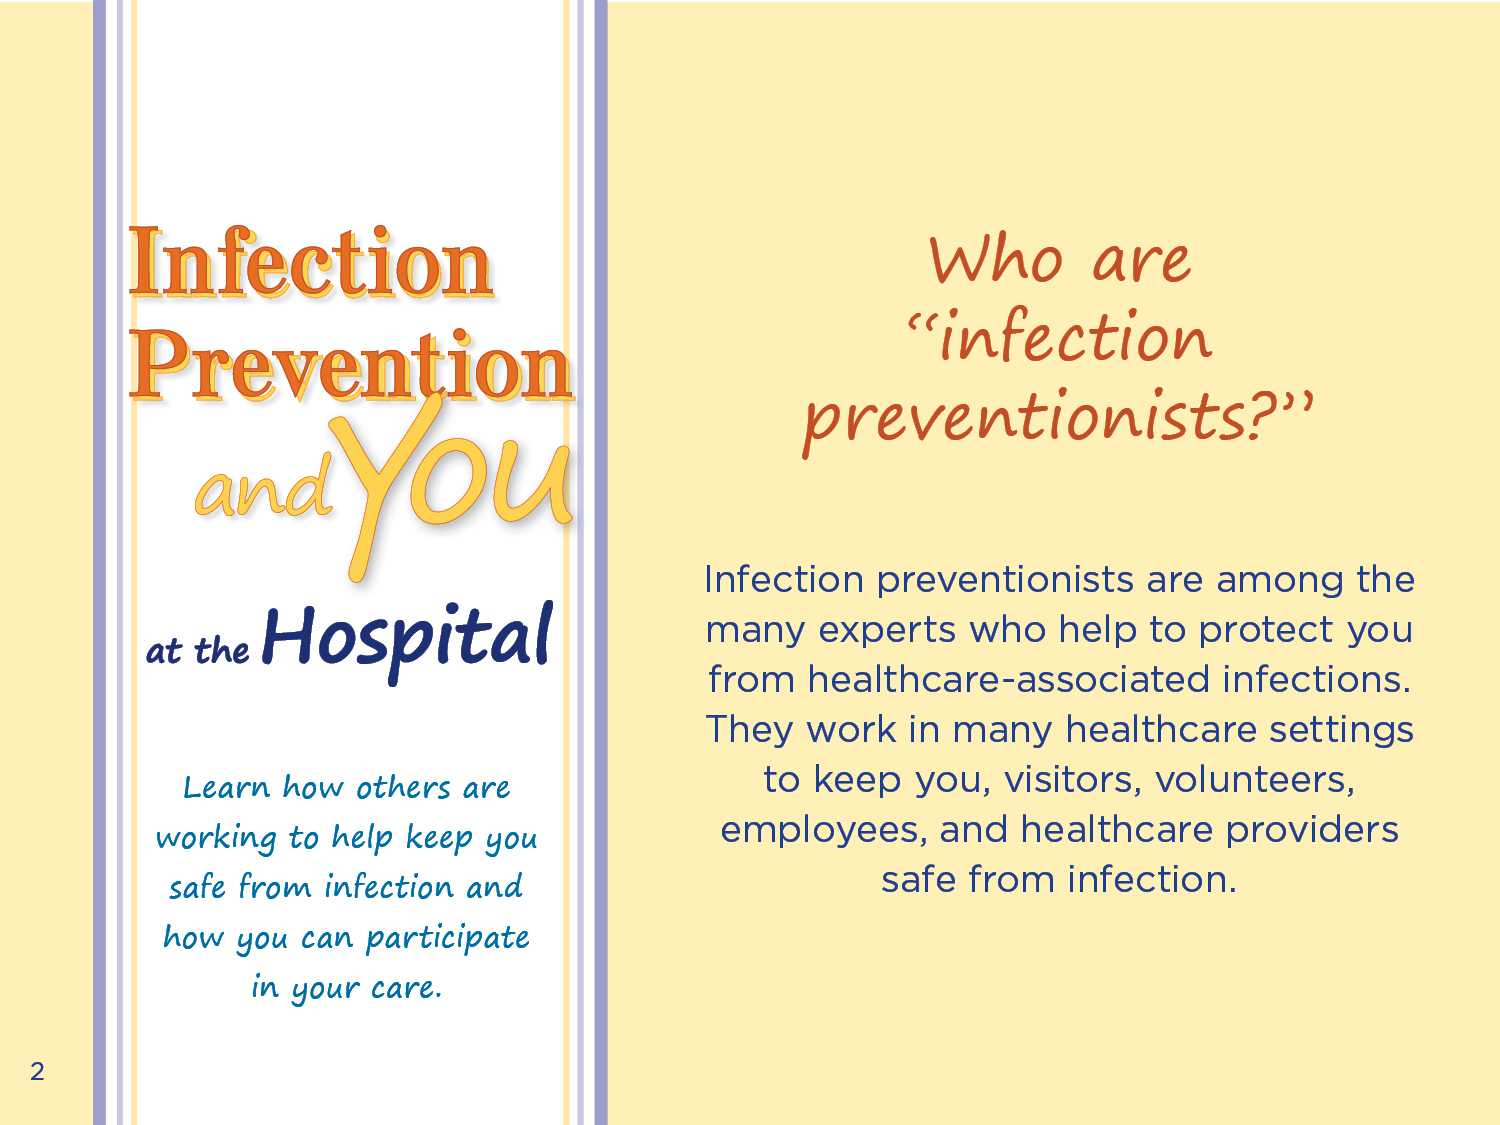 Infection
Prevention
and You
at the Hospital
Learn how others are
working to help keep you
safe from infection and
how you can participate
in your care.
2
Who are
“infection
preventionists?”
Infection preventionists are among the
many experts who help to protect you
from healthcare-associated infections.
They work in many healthcare settings
to keep you, visitors, volunteers,
employees, and healthcare providers
safe from infection.